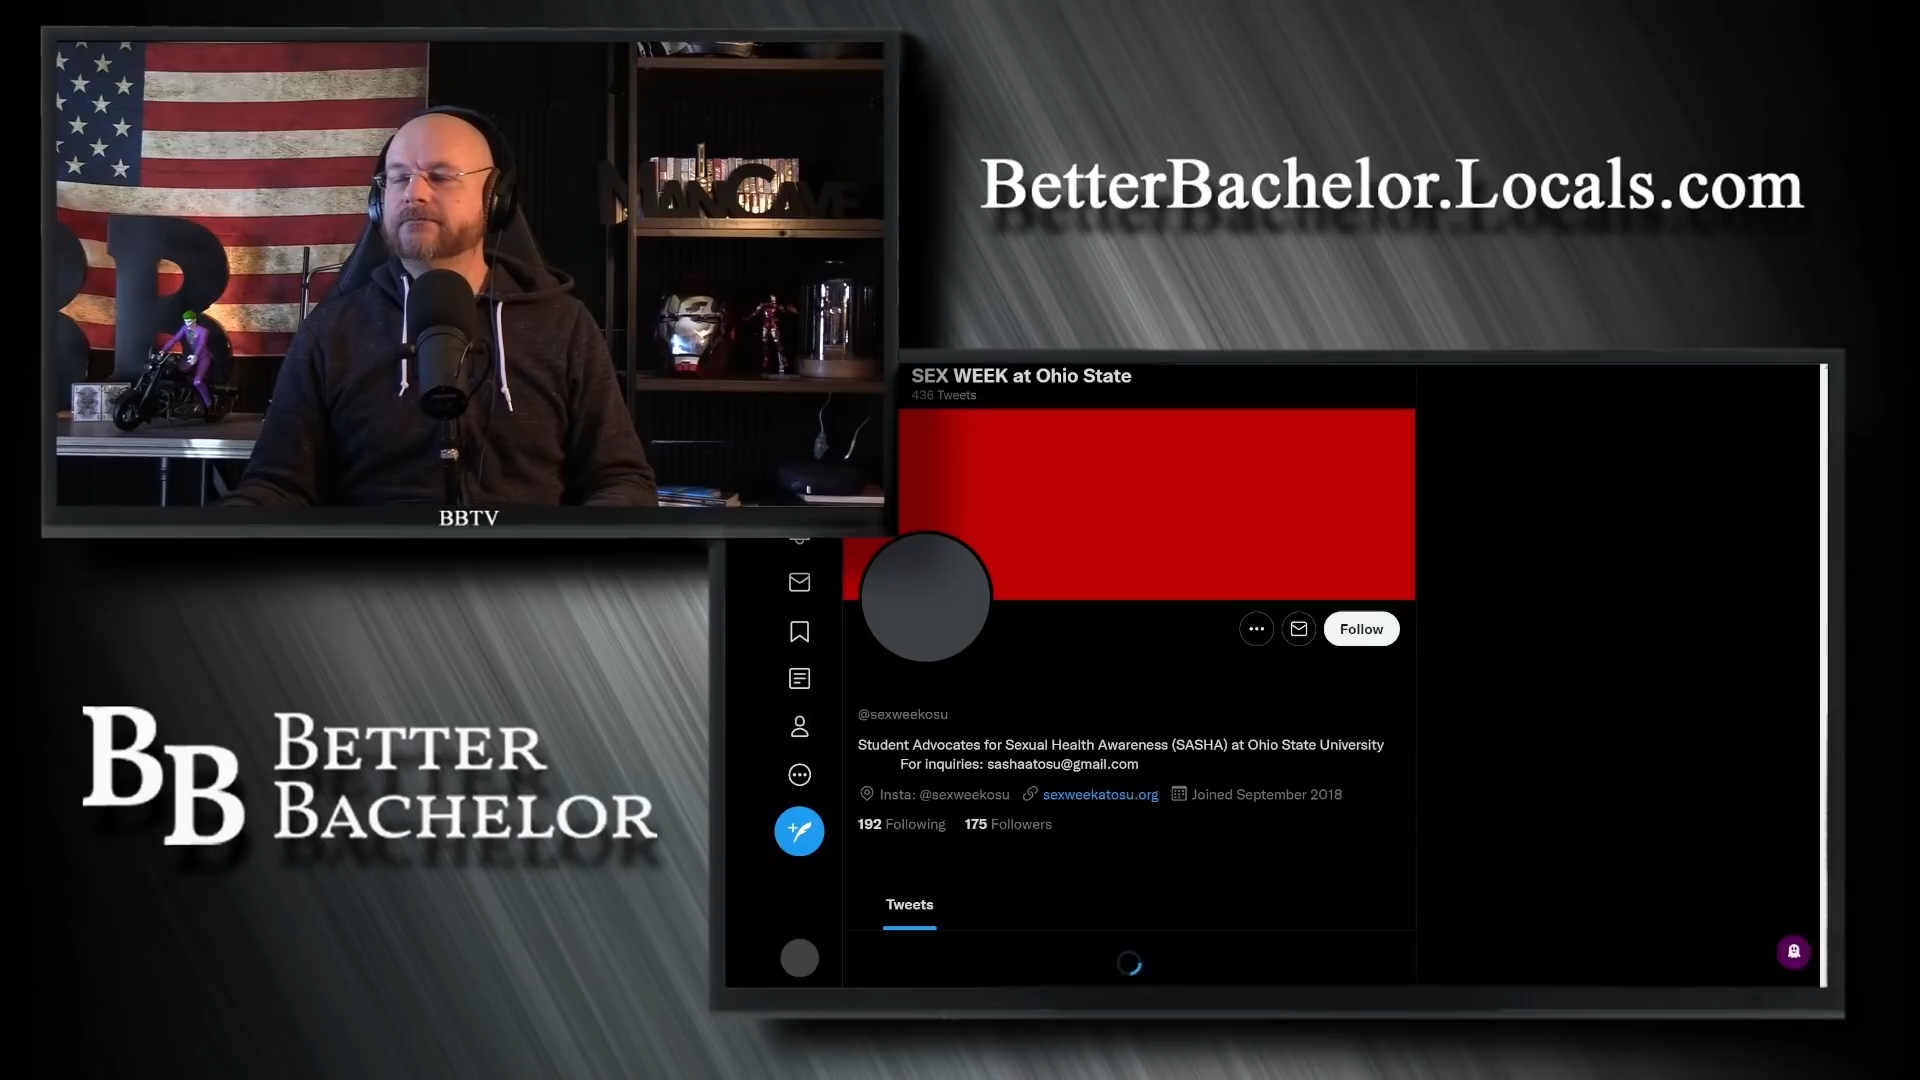 MANCAVE
BetterBachelor.Locals.com
BBTV
SEX WEEK at Ohio State
436 Tweets
Follow
@sexweekosu
Student Advocates for Sexual Health Awareness (SASHA) at Ohio State University
For inquiries: sashaatosu@gmail.com
Insta: @sexweekosu sexweekatosu.org Joined September 2018
192 Following 175 Followers
Tweets
BB
BETTER
BACHELOR